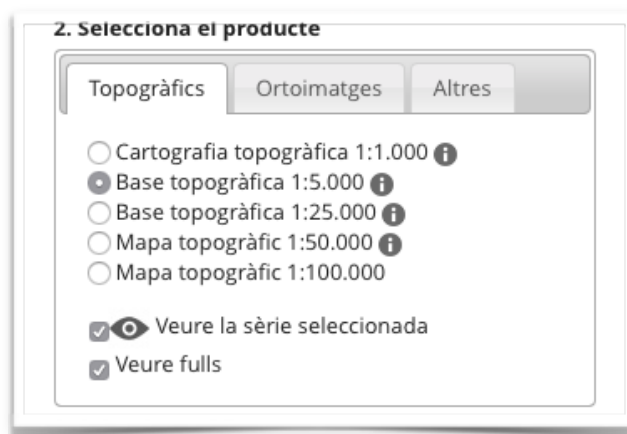 2. Selecciona el producte
Topogràfics Ortoimatges Altres
Cartografia topogràfica 1:1.000
Base topogràfica 1:5.000
Base topogràfica 1:25.000
Mapa topogràfic 1:50.000
Mapa topogràfic 1:100.000
Veure la sèrie seleccionada
Veure fulls